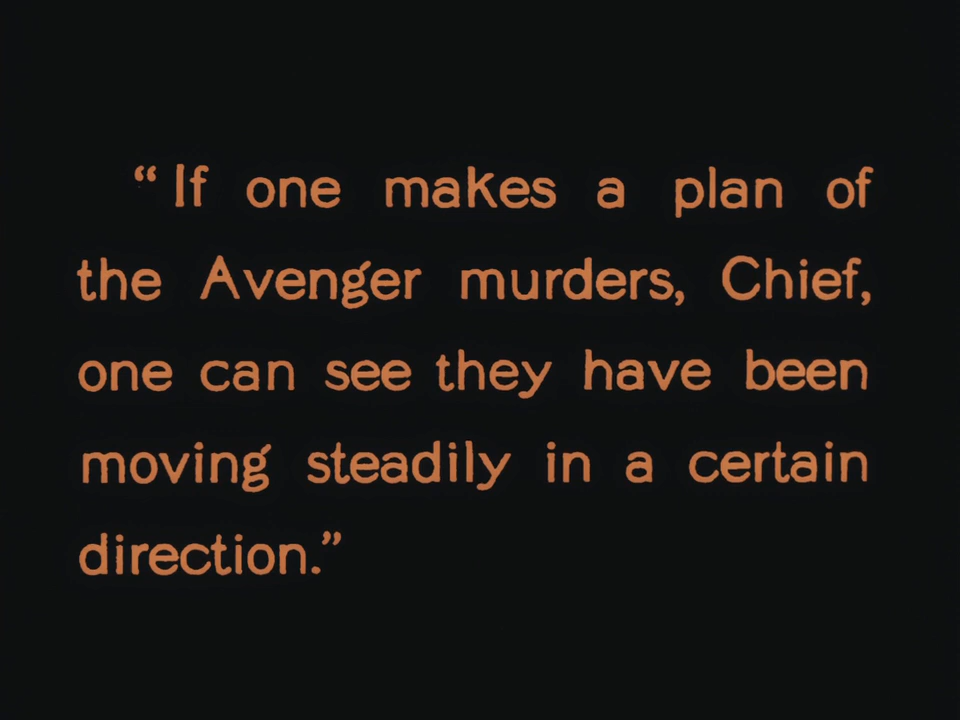 “If one makes a plan of
the Avenger murders, Chief,
one can see they have been
moving steadily in a certain
direction.”